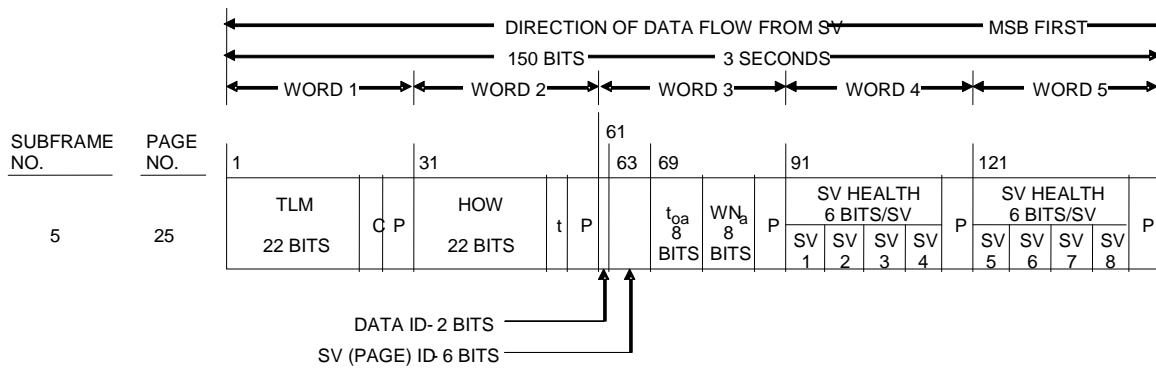 DIRECTION OF DATA FLOW FROM SV MSB FIRST
150 BITS 3 SECONDS
WORD 1 WORD 2 WORD 3 WORD 4 WORD 5
61
SUBFRAME NO. PAGE NO.
1 31 63 69 91 121
5 25
TLM
22 BITS
C P
HOW
22 BITS
t P
toa
8
BITS
WNa
8
BITS
P
SV HEALTH
6 BITS/SV
SV 1 SV 2 SV 3 SV 4
P
SV HEALTH
6 BITS/SV
SV 5 SV 6 SV 7 SV 8
P
DATA ID- 2 BITS
SV (PAGE) ID- 6 BITS